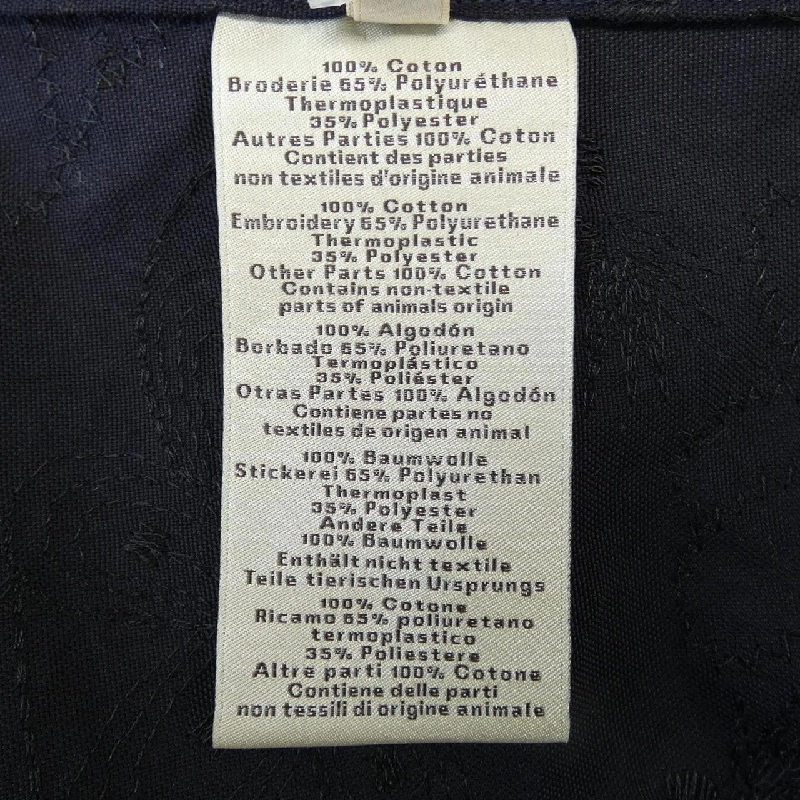 100% Coton
Broderie 65% Polyuréthane
Thermoplastique
35% Polyester
Autres Parties 100% Coton
Contient des parties
non textiles d'origine animale
100% Cotton
Embroidery 65% Polyurethane
Thermoplastic
35% Polyester
Other Parts 100% Cotton
Contains non-textile
parts of animals origin
100% Algodón
Borbado 65% Poliuretano
Termoplástico
35% Poliéster
Otras Partes 100% Algodón
Contiene partes no
textiles de origen animal
100% Baumwolle
Stickerei 65% Polyurethan
Thermoplast
35% Polyester
Andere Teile
100% Baumwolle
Enthält nicht textile
Teile tierischen Ursprungs
100% Cotone
Ricamo 65% poliuretano
termoplastico
35% Poliestere
Altre parti 100% Cotone
Contiene delle parti
non tessili di origine animale